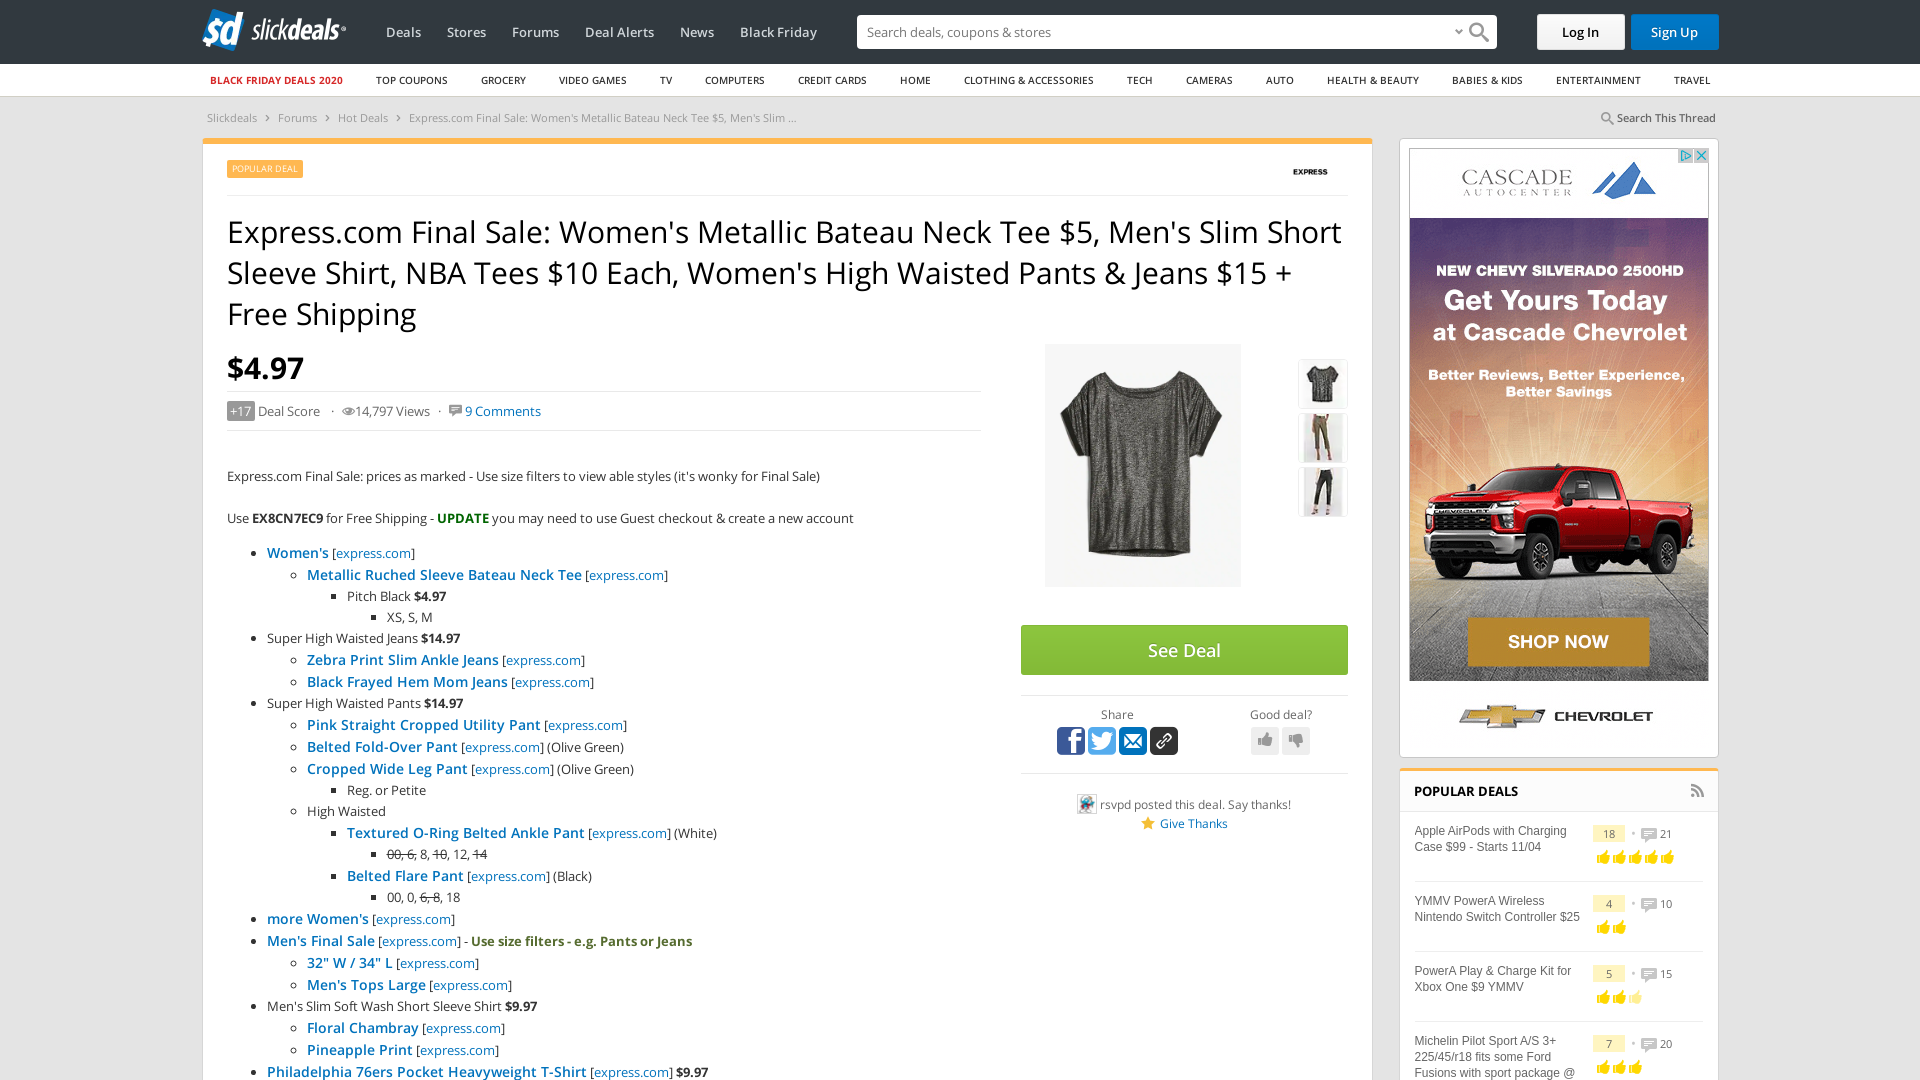 slickdeals
Deals
Stores
Forums
Deal Alerts
News
Black Friday
Search deals, coupons & stores
Log In
Sign Up
BLACK FRIDAY DEALS 2020
TOP COUPONS
GROCERY
VIDEO GAMES
TV
COMPUTERS
CREDIT CARDS
HOME
CLOTHING & ACCESSORIES
TECH
CAMERAS
AUTO
HEALTH & BEAUTY
BABIES & KIDS
ENTERTAINMENT
TRAVEL
Slickdeals > Forums > Hot Deals > Express.com Final Sale: Women's Metallic Bateau Neck Tee $5, Men's Slim ...
Search This Thread
POPULAR DEAL
EXPRESS
Express.com Final Sale: Women's Metallic Bateau Neck Tee $5, Men's Slim Short
Sleeve Shirt, NBA Tees $10 Each, Women's High Waisted Pants & Jeans $15 +
Free Shipping
$4.97
+17 Deal Score · 14,797 Views · 9 Comments
Express.com Final Sale: prices as marked - Use size filters to view able styles (it's wonky for Final Sale)
Use EX8CN7EC9 for Free Shipping - UPDATE you may need to use Guest checkout & create a new account
Women's [express.com]
Metallic Ruched Sleeve Bateau Neck Tee [express.com]
Pitch Black $4.97
XS, S, M
Super High Waisted Jeans $14.97
Zebra Print Slim Ankle Jeans [express.com]
Black Frayed Hem Mom Jeans [express.com]
Super High Waisted Pants $14.97
Pink Straight Cropped Utility Pant [express.com]
Belted Fold-Over Pant [express.com] (Olive Green)
Cropped Wide Leg Pant [express.com] (Olive Green)
Reg. or Petite
High Waisted
Textured O-Ring Belted Ankle Pant [express.com] (White)
00, 6, 8, 10, 12, 14
Belted Flare Pant [express.com] (Black)
00, 0, 6, 8, 18
more Women's [express.com]
Men's Final Sale [express.com] - Use size filters - e.g. Pants or Jeans
32" W / 34" L [express.com]
Men's Tops Large [express.com]
Men's Slim Soft Wash Short Sleeve Shirt $9.97
Floral Chambray [express.com]
Pineapple Print [express.com]
Philadelphia 76ers Pocket Heavyweight T-Shirt [express.com] $9.97
See Deal
Share
Good deal?
rsvpd posted this deal. Say thanks!
Give Thanks
CASCADE
AUTOCENTER
NEW CHEVY SILVERADO 2500HD
Get Yours Today
at Cascade Chevrolet
Better Reviews, Better Experience,
Better Savings
CHEVROLET
SHOP NOW
CHEVROLET
POPULAR DEALS
Apple AirPods with Charging
Case $99 - Starts 11/04
18 • 21
YMMV PowerA Wireless
Nintendo Switch Controller $25
4 • 10
PowerA Play & Charge Kit for
Xbox One $9 YMMV
5 • 15
Michelin Pilot Sport A/S 3+
225/45/r18 fits some Ford
Fusions with sport package @
7 • 20